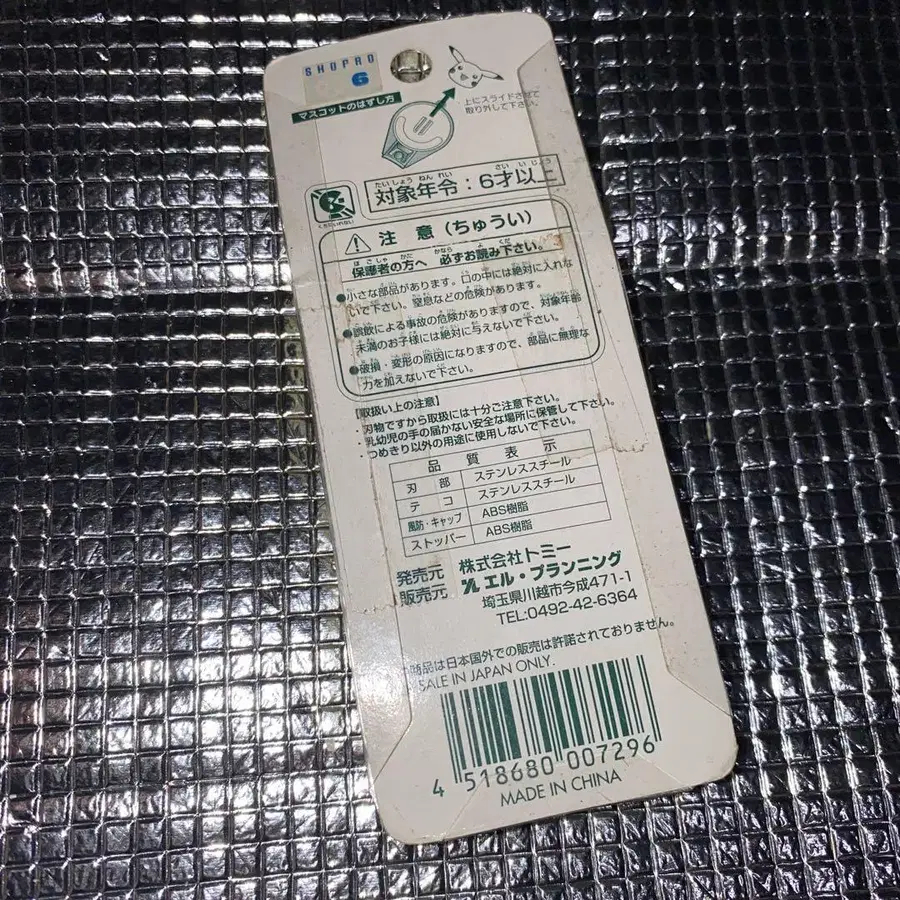 SHOPRO
6
マスコットのはずし方
上にスライドさせて
取り外して下さい。
たいしょう ねん れい さい いじょう
対象年令:6才以上
くちにいれない
注 意(ちゅうい)
ほごしゃ かた かなら よ くだ
保護者の方へ 必ずお読み下さい。
●小さな部品があります。口の中には絶対に入れな
いで下さい。窒息などの危険があります。
●誤飲による事故の危険がありますので、対象年齢
未満のお子様には絶対に与えないで下さい。
●破損・変形の原因になりますので、部品に無理な
力を加えないで下さい。
【取扱い上の注意】
・刃物ですから取扱には十分ご注意下さい。
・乳幼児の手の届かない安全な場所に保管して下さい。
・つめきり以外の用途に使用しないで下さい。
品質表示
刃部 ステンレススチール
テコ ステンレススチール
風防・キャップ ABS樹脂
ストッパー ABS樹脂
発売元 株式会社トミー
販売元 エル・プランニング
埼玉県川越市今成471-1
TEL:0492-42-6364
商品は日本国外での販売は許諾されておりません。
SALE IN JAPAN ONLY.
4 518680 007296
MADE IN CHINA